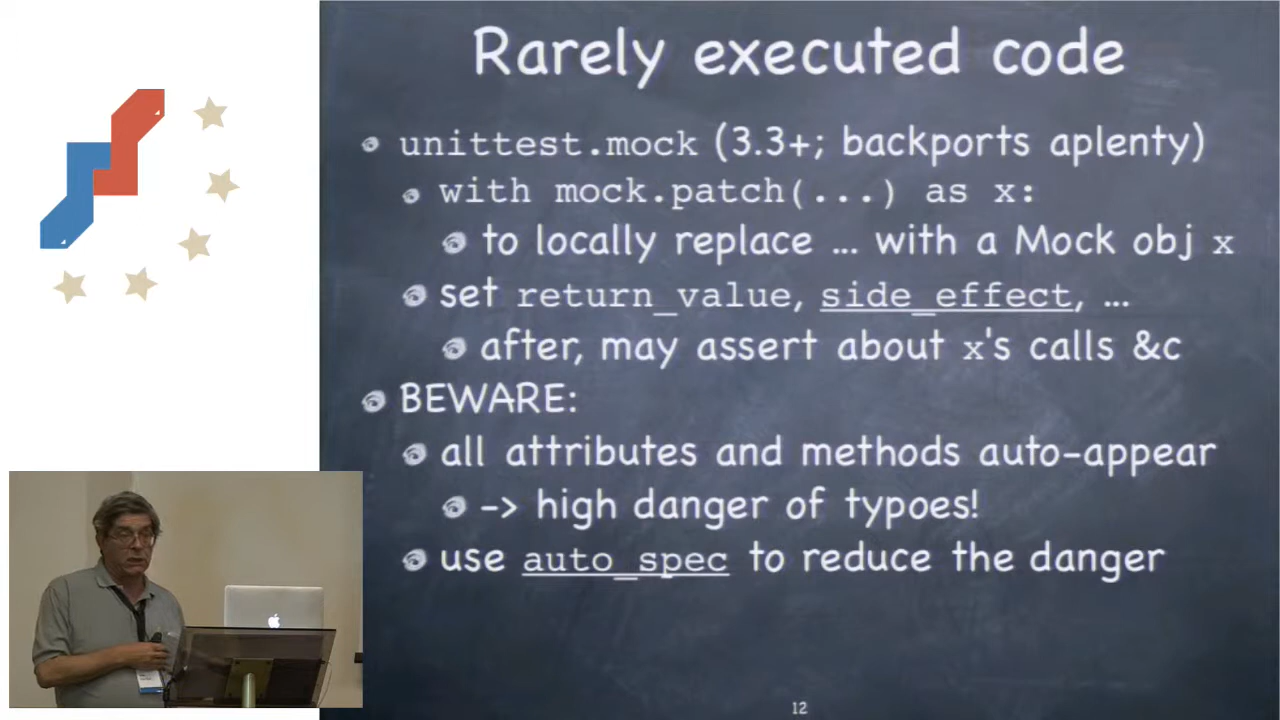 Rarely executed code
unittest.mock (3.3+; backports aplenty)
with mock.patch(...) as x:
to locally replace ... with a Mock obj x
set return_value, side_effect, ...
after, may assert about x's calls &c
BEWARE:
all attributes and methods auto-appear
-> high danger of typoes!
use auto_spec to reduce the danger
12